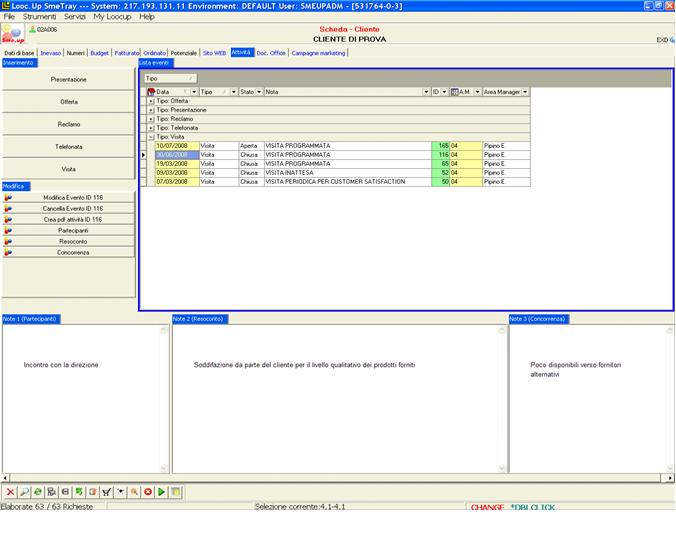 Looc.Up SmeTray --- System: 217.193.131.11 Environment: DEFAULT User: SMEUPADM - [531764-0-3]
File Strumenti Servizi My Loocup Help
Sme.up 02A006 Scheda - Cliente
CLIENTE DI PROVA EXD
Dati di base Inevaso Numeri Budget Fatturato Ordinato Potenziale Sito WEB Attività Doc. Office Campagne marketing
Inserimento
Presentazione
Offerta
Reclamo
Telefonata
Visita
Modifica
Modifica Evento ID 116
Cancella Evento ID 116
Crea pdf attività ID 116
Partecipanti
Resoconto
Concorrenza
Lista eventi
Tipo
Data Tipo Stato Nota ID A.M. Area Manager
Tipo: Offerta
Tipo: Presentazione
Tipo: Reclamo
Tipo: Telefonata
Tipo: Visita
10/07/2008 Visita Aperta VISITA PROGRAMMATA 165 04 Pipino E.
30/06/2008 Visita Chiusa VISITA PROGRAMMATA 116 04 Pipino E.
19/03/2008 Visita Chiusa VISITA PROGRAMMATA 65 04 Pipino E.
09/03/2008 Visita Chiusa VISITA INATTESA 52 04 Pipino E.
07/03/2008 Visita Chiusa VISITA PERIODICA PER CUSTOMER SATISFACTION 50 04 Pipino E.
Note 1 (Partecipanti)
Incontro con la direzione
Note 2 (Resoconto)
Soddifazione da parte del cliente per il livello qualitativo dei prodotti forniti
Note 3 (Concorrenza)
Poco disponibili verso fornitori
alternativi
Elaborate 63 / 63 Richieste Selezione corrente:4.1-4.1 CHANGE *DBLCLICK